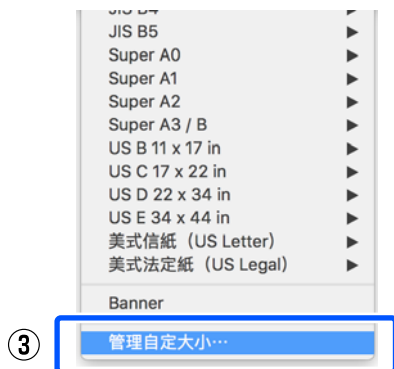 JIS B4
JIS B5
Super A0
Super A1
Super A2
Super A3 / B
US B 11 x 17 in
US C 17 x 22 in
US D 22 x 34 in
US E 34 x 44 in
美式信紙（US Letter）
美式法定紙（US Legal）
Banner
③ 管理自定大小⋯